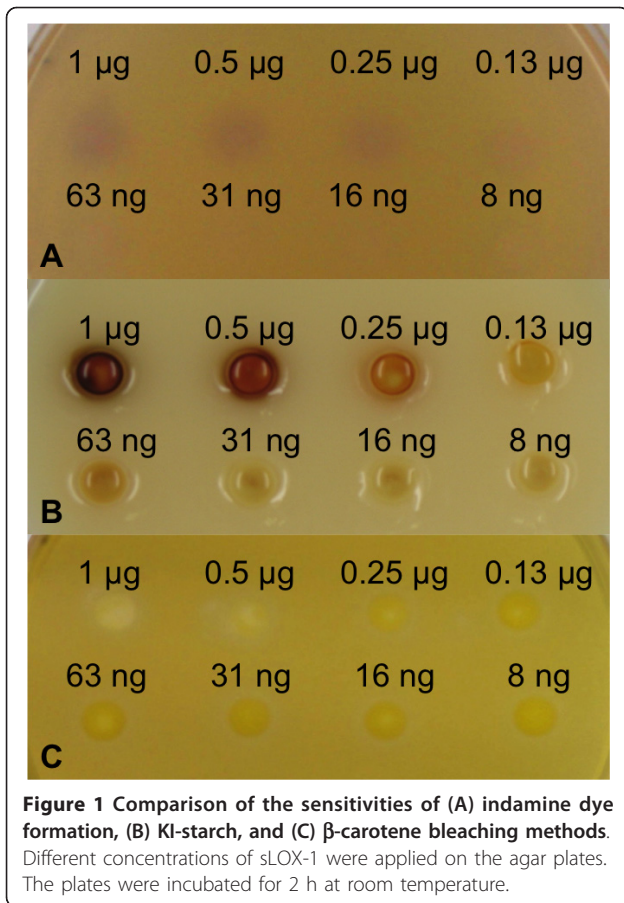 1 µg 0.5 µg 0.25 µg 0.13 µg
63 ng 31 ng 16 ng 8 ng
A
1 µg 0.5 µg 0.25 µg 0.13 µg
63 ng 31 ng 16 ng 8 ng
B
1 µg 0.5 µg 0.25 µg 0.13 µg
63 ng 31 ng 16 ng 8 ng
C
Figure 1 Comparison of the sensitivities of (A) indamine dye
formation, (B) KI-starch, and (C) β-carotene bleaching methods.
Different concentrations of sLOX-1 were applied on the agar plates.
The plates were incubated for 2 h at room temperature.